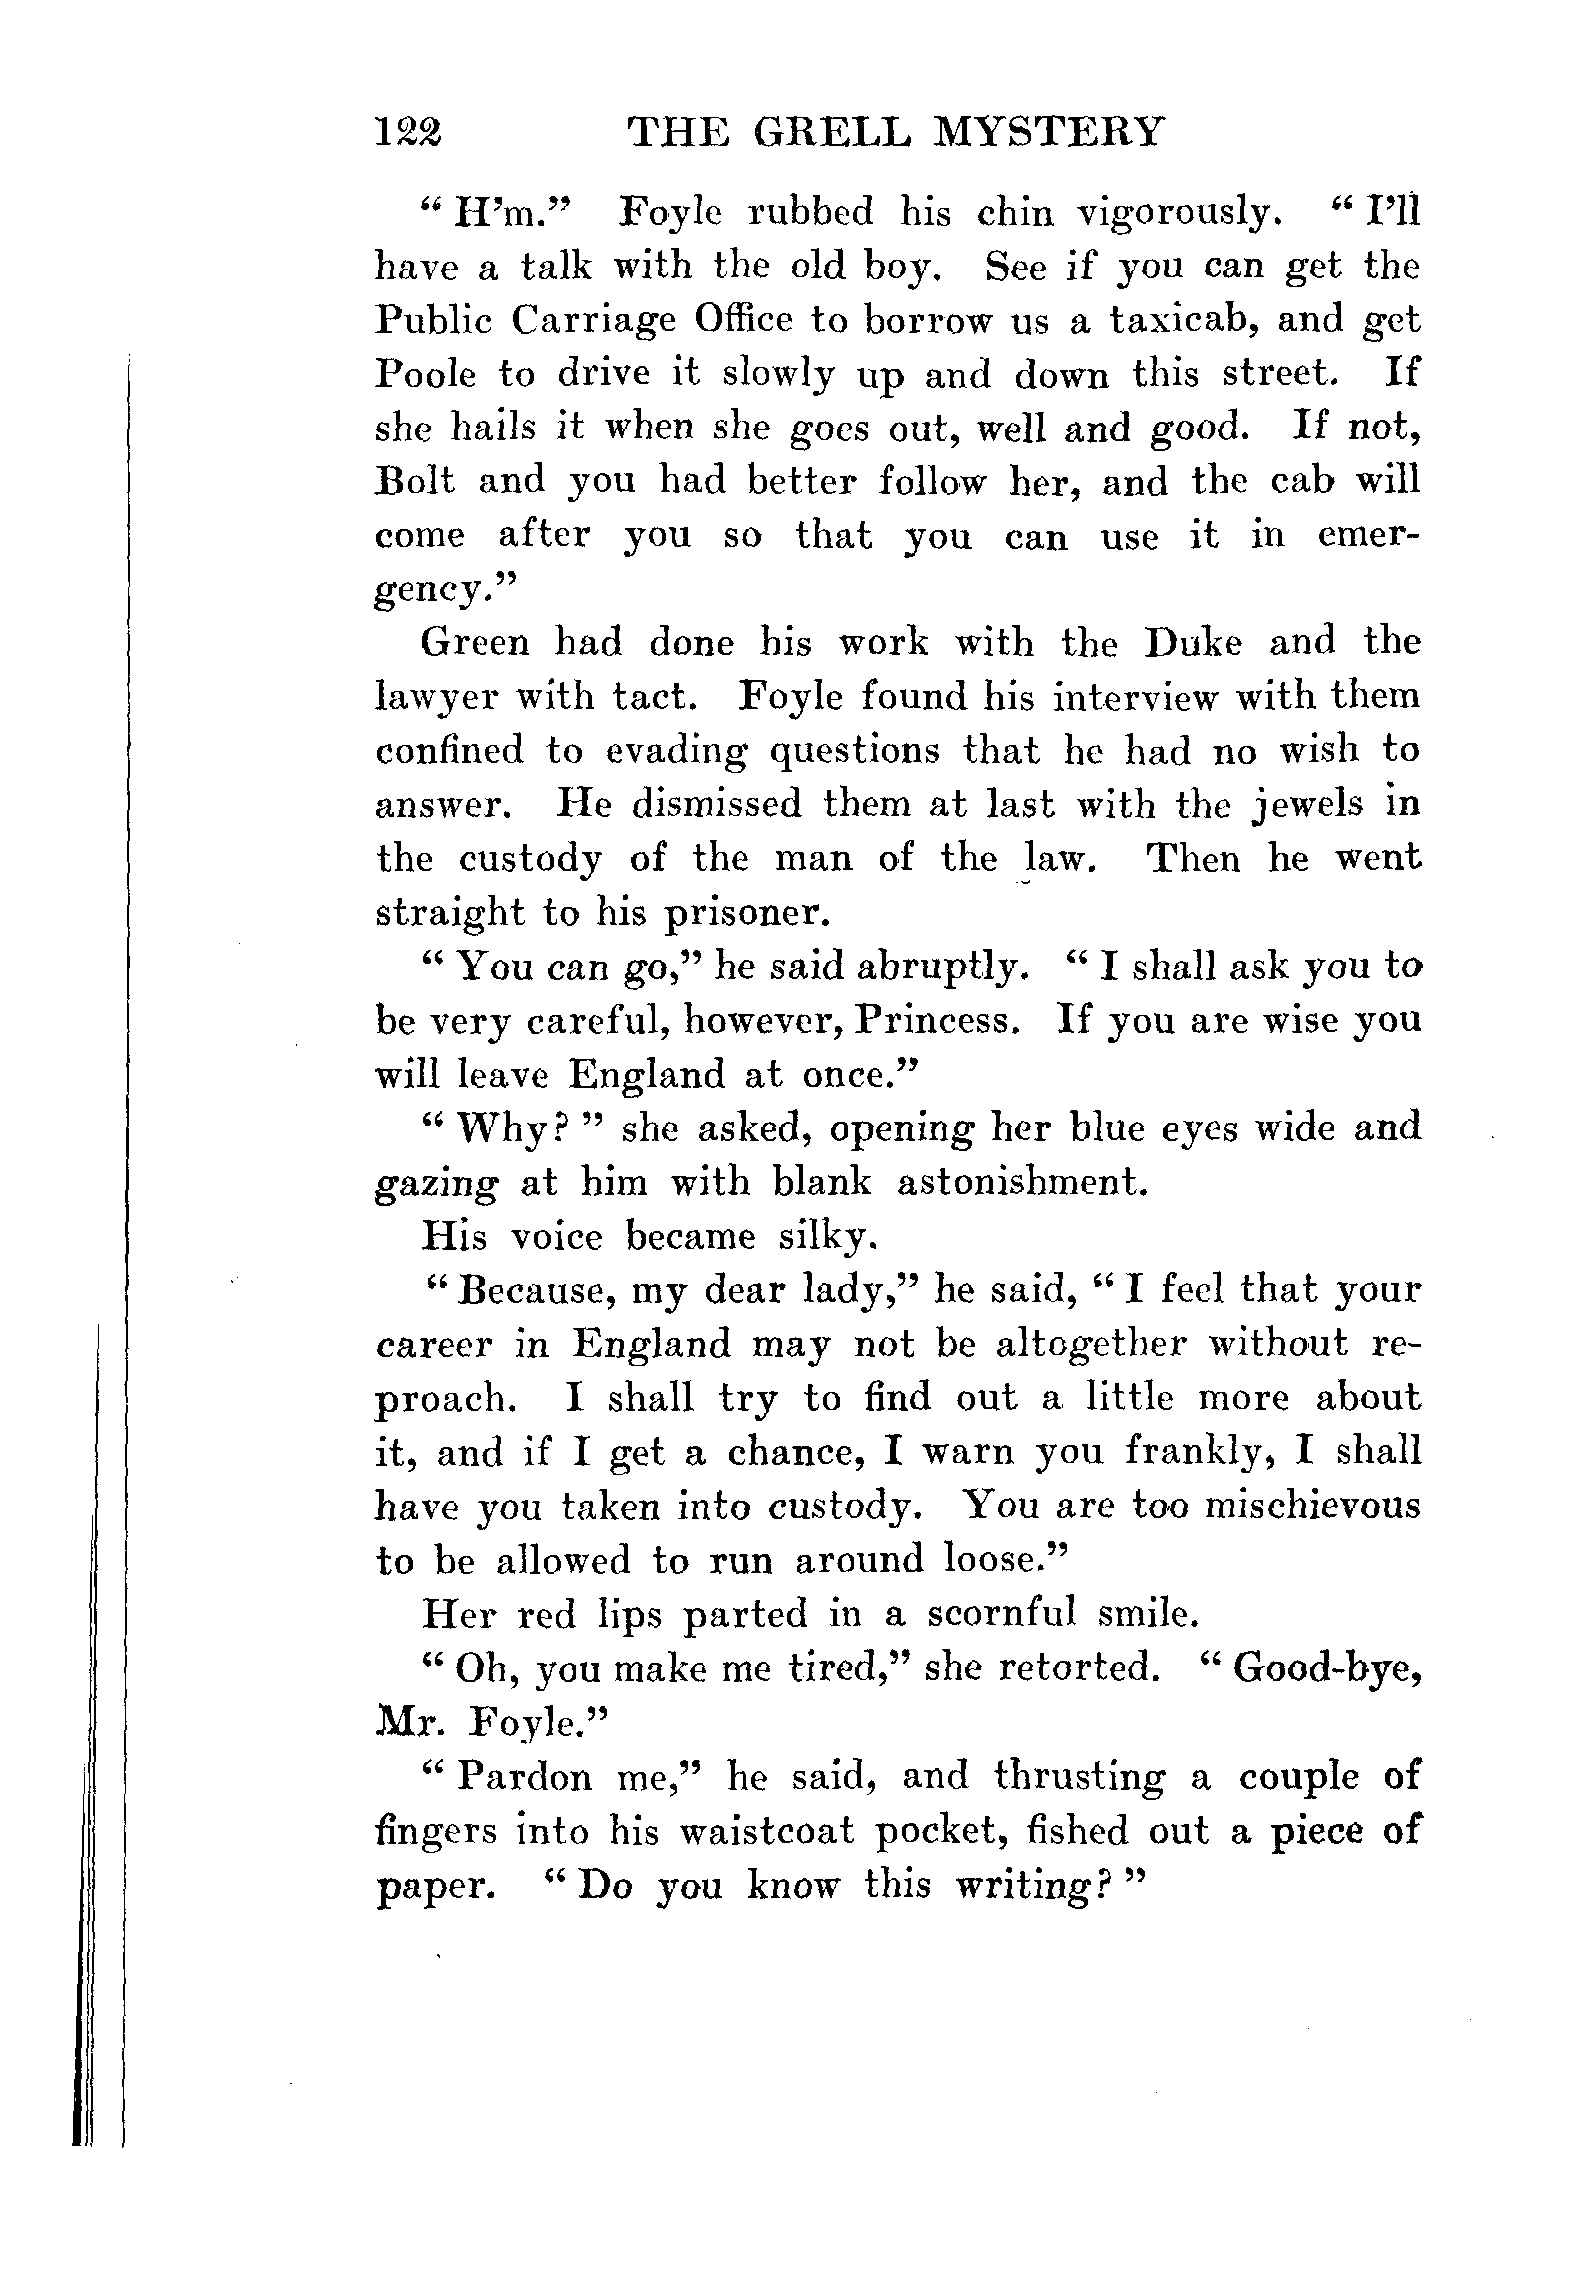 122 THE GRELL MYSTERY
“ H’m.” Foyle rubbed his chin vigorously. “ I’ll
have a talk with the old boy. See if you can get the
Public Carriage Office to borrow us a taxicab, and get
Poole to drive it slowly up and down this street. If
she hails it when she goes out, well and good. If not,
Bolt and you had better follow her, and the cab will
come after you so that you can use it in emer-
gency.”
Green had done his work with the Duke and the
lawyer with tact. Foyle found his interview with them
confined to evading questions that he had no wish to
answer. He dismissed them at last with the jewels in
the custody of the man of the law. Then he went
straight to his prisoner.
“ You can go,” he said abruptly. “ I shall ask you to
be very careful, however, Princess. If you are wise you
will leave England at once.”
“ Why? ” she asked, opening her blue eyes wide and
gazing at him with blank astonishment.
His voice became silky.
“ Because, my dear lady,” he said, “ I feel that your
career in England may not be altogether without re-
proach. I shall try to find out a little more about
it, and if I get a chance, I warn you frankly, I shall
have you taken into custody. You are too mischievous
to be allowed to run around loose.”
Her red lips parted in a scornful smile.
“ Oh, you make me tired,” she retorted. “ Good-bye,
Mr. Foyle.”
“ Pardon me,” he said, and thrusting a couple of
fingers into his waistcoat pocket, fished out a piece of
paper. “ Do you know this writing? ”